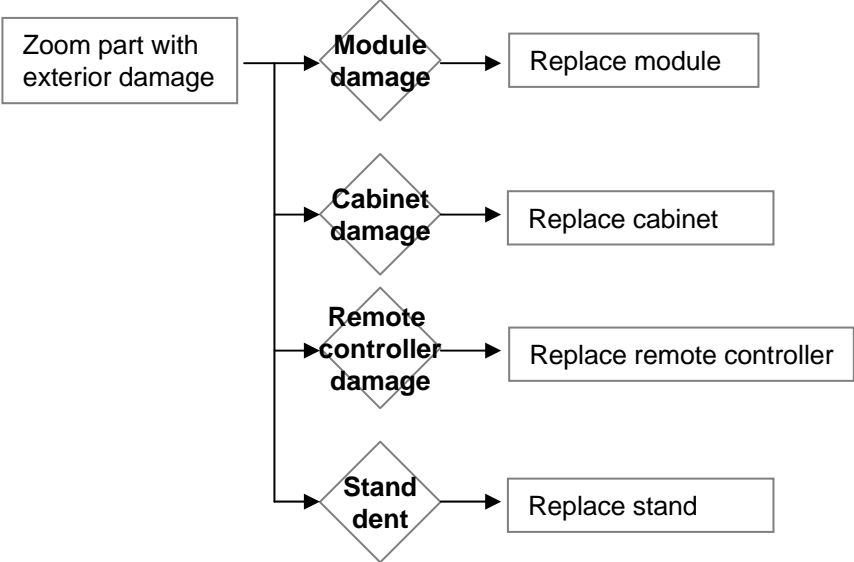 Zoom part with
exterior damage
Module
damage
Replace module
Cabinet
damage
Replace cabinet
Remote
controller
damage
Replace remote controller
Stand
dent
Replace stand